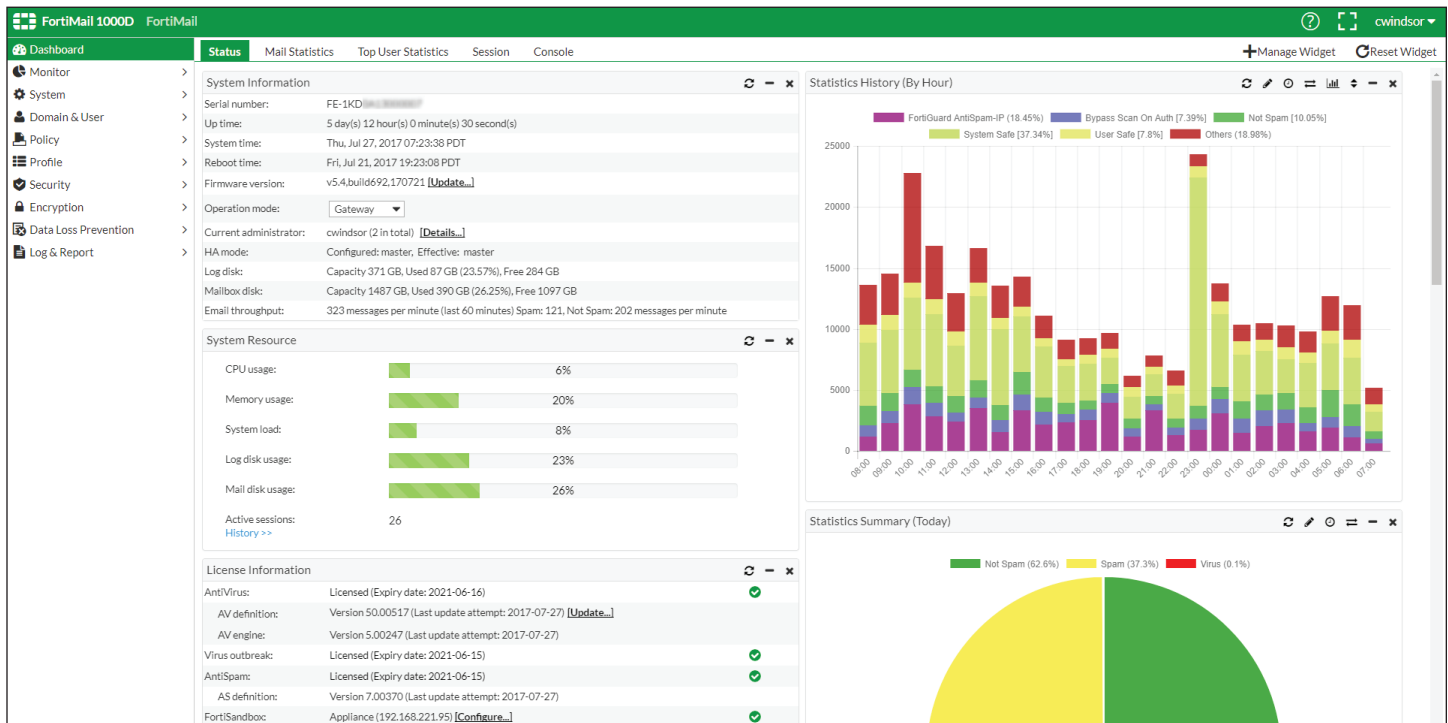 FortiMail 1000D FortiMail
cwindsor
Dashboard
Monitor
System
Domain & User
Policy
Profile
Security
Encryption
Data Loss Prevention
Log & Report
Status Mail Statistics Top User Statistics Session Console
Manage Widget Reset Widget
System Information
Serial number: FE-1KD
Up time: 5 day(s) 12 hour(s) 0 minute(s) 30 second(s)
System time: Thu, Jul 27, 2017 07:23:38 PDT
Reboot time: Fri, Jul 21, 2017 19:23:08 PDT
Firmware version: v5.4,build692,170721 [Update...]
Operation mode: Gateway
Current administrator: cwindsor (2 in total) [Details...]
HA mode: Configured: master, Effective: master
Log disk: Capacity 371 GB, Used 87 GB (23.57%), Free 284 GB
Mailbox disk: Capacity 1487 GB, Used 390 GB (26.25%), Free 1097 GB
Email throughput: 323 messages per minute (last 60 minutes) Spam: 121, Not Spam: 202 messages per minute
System Resource
CPU usage: 6%
Memory usage: 20%
System load: 8%
Log disk usage: 23%
Mail disk usage: 26%
Active sessions: 26
History >>
License Information
AntiVirus: Licensed (Expiry date: 2021-06-16)
AV definition: Version 50.00517 (Last update attempt: 2017-07-27) [Update...]
AV engine: Version 5.00247 (Last update attempt: 2017-07-27)
Virus outbreak: Licensed (Expiry date: 2021-06-15)
AntiSpam: Licensed (Expiry date: 2021-06-15)
AS definition: Version 7.00370 (Last update attempt: 2017-07-27)
FortiSandbox: Appliance (192.168.221.95) [Configure...]
Statistics History (By Hour)
FortiGuard AntiSpam-IP (18.45%) Bypass Scan On Auth [7.39%] Not Spam [10.05%]
System Safe [37.34%] User Safe [7.8%] Others (18.98%)
25000
20000
15000
10000
5000
0
08:00 09:00 10:00 11:00 12:00 13:00 14:00 15:00 16:00 17:00 18:00 19:00 20:00 21:00 22:00 23:00 00:00 01:00 02:00 03:00 04:00 05:00 06:00 07:00
Statistics Summary (Today)
Not Spam (62.6%) Spam (37.3%) Virus (0.1%)